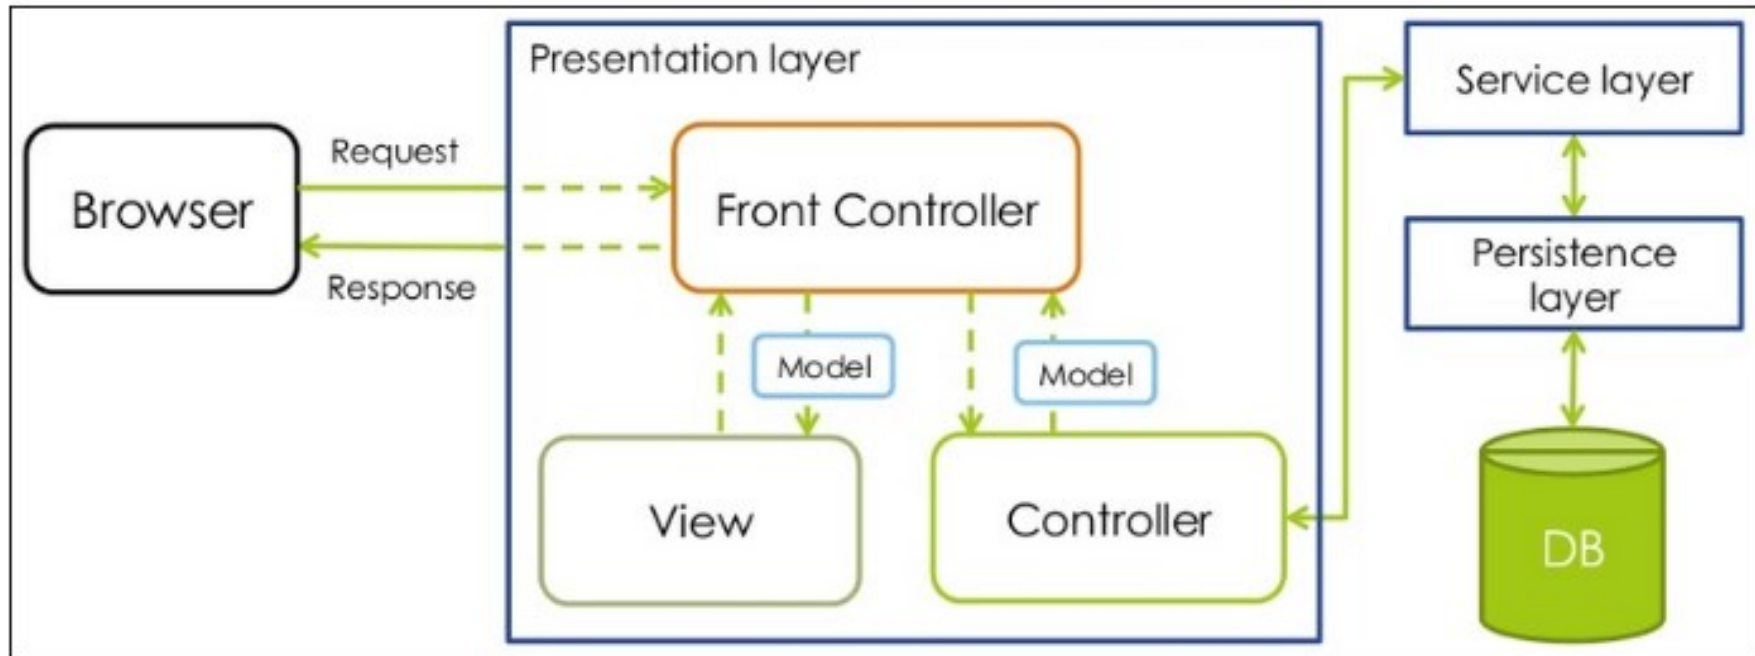 Presentation layer
Service layer
Request
Browser
Front Controller
Response
Persistence
layer
Model
Model
View
Controller
DB